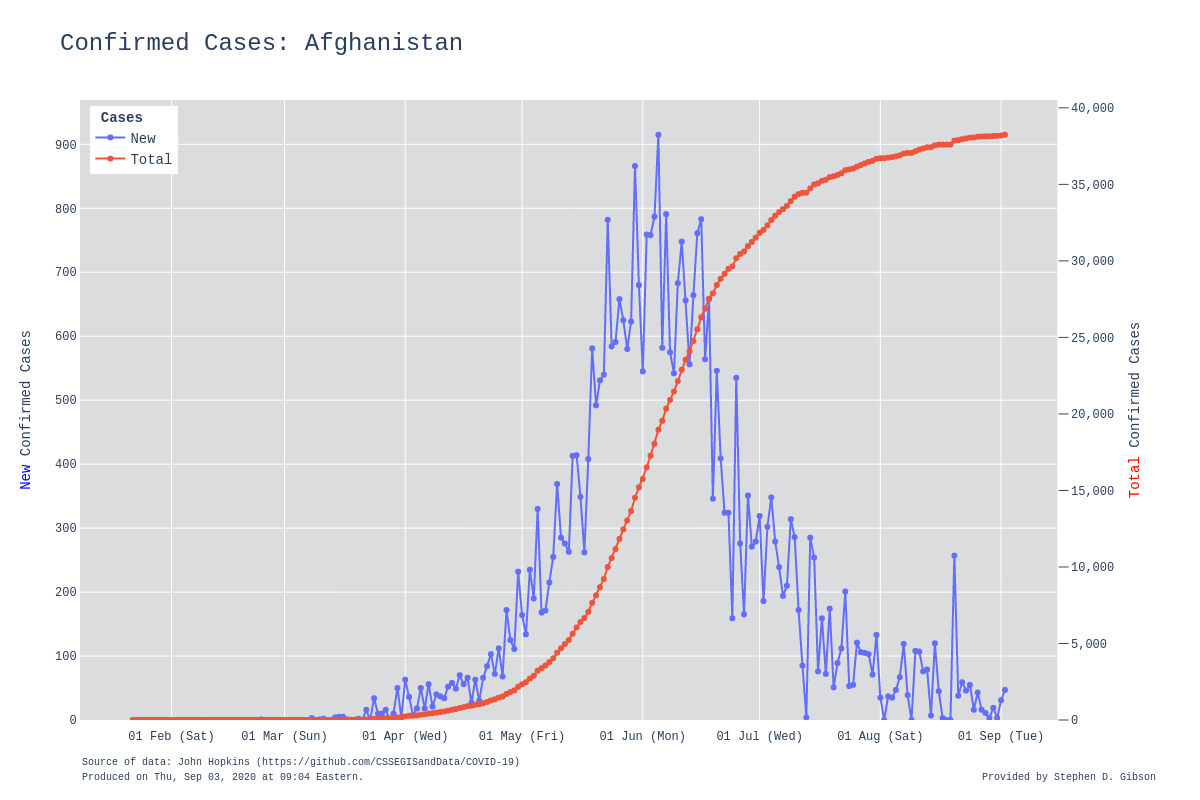 Confirmed Cases: Afghanistan
Cases
New
Total
900
800
700
600
500
400
300
200
100
0
New Confirmed Cases
40,000
35,000
30,000
25,000
20,000
15,000
10,000
5,000
0
Total Confirmed Cases
01 Feb (Sat) 01 Mar (Sun) 01 Apr (Wed) 01 May (Fri) 01 Jun (Mon) 01 Jul (Wed) 01 Aug (Sat) 01 Sep (Tue)
Source of data: John Hopkins (https://github.com/CSSEGISandData/COVID-19)
Produced on Thu, Sep 03, 2020 at 09:04 Eastern.
Provided by Stephen D. Gibson